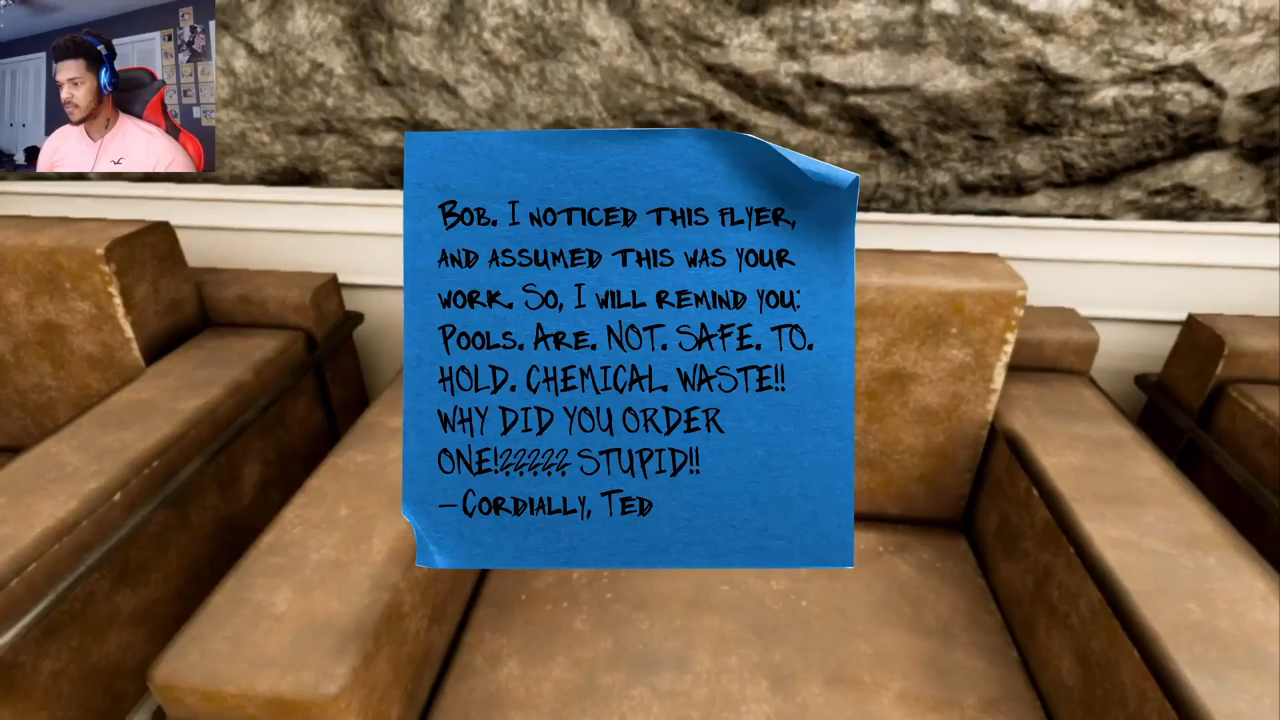 Bob. I noticed this flyer,
and assumed this was your
work. So, I will remind you:
Pools. Are. NOT. SAFE. TO.
HOLD. CHEMICAL. WASTE!!
WHY DID YOU ORDER
ONE!????? STUPID!!
–Cordially, Ted